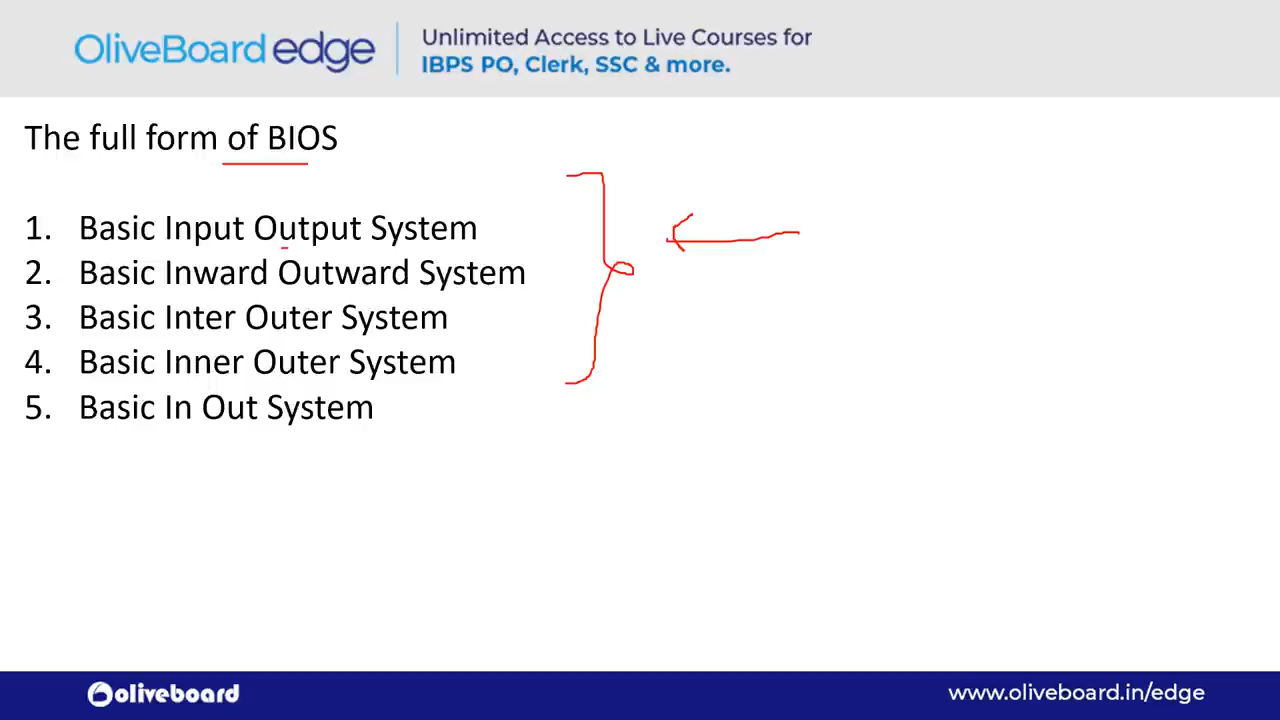 OliveBoard edge
Unlimited Access to Live Courses for
IBPS PO, Clerk, SSC & more.
The full form of BIOS
1. Basic Input Output System
2. Basic Inward Outward System
3. Basic Inter Outer System
4. Basic Inner Outer System
5. Basic In Out System
oliveboard
www.oliveboard.in/edge